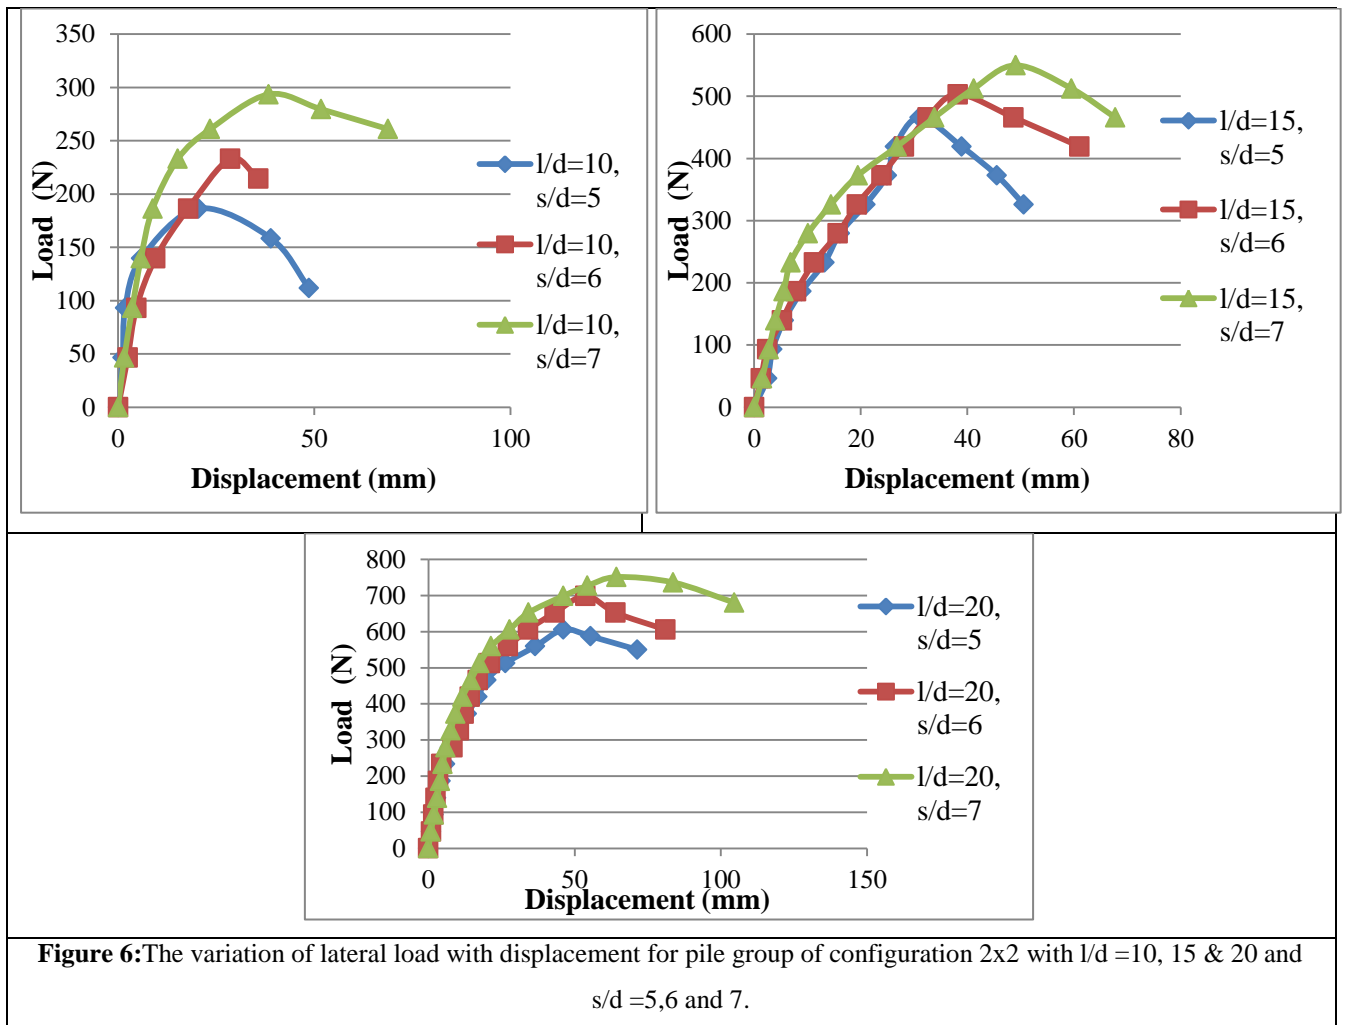 350
300
250
200
150
100
50
0
Load (N)
0 50 100
Displacement (mm)
l/d=10,
s/d=5
l/d=10,
s/d=6
l/d=10,
s/d=7
600
500
400
300
200
100
0
Load (N)
0 20 40 60 80
Displacement (mm)
l/d=15,
s/d=5
l/d=15,
s/d=6
l/d=15,
s/d=7
800
700
600
500
400
300
200
100
0
Load (N)
0 50 100 150
Displacement (mm)
l/d=20,
s/d=5
l/d=20,
s/d=6
l/d=20,
s/d=7
Figure 6:The variation of lateral load with displacement for pile group of configuration 2x2 with l/d =10, 15 & 20 and
s/d =5,6 and 7.